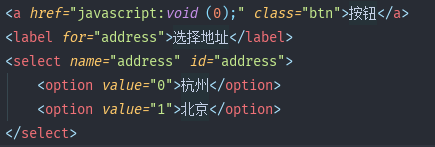 <a href="javascript:void (0);" class="btn">按钮</a>
<label for="address">选择地址</label>
<select name="address" id="address">
    <option value="0">杭州</option>
    <option value="1">北京</option>
</select>